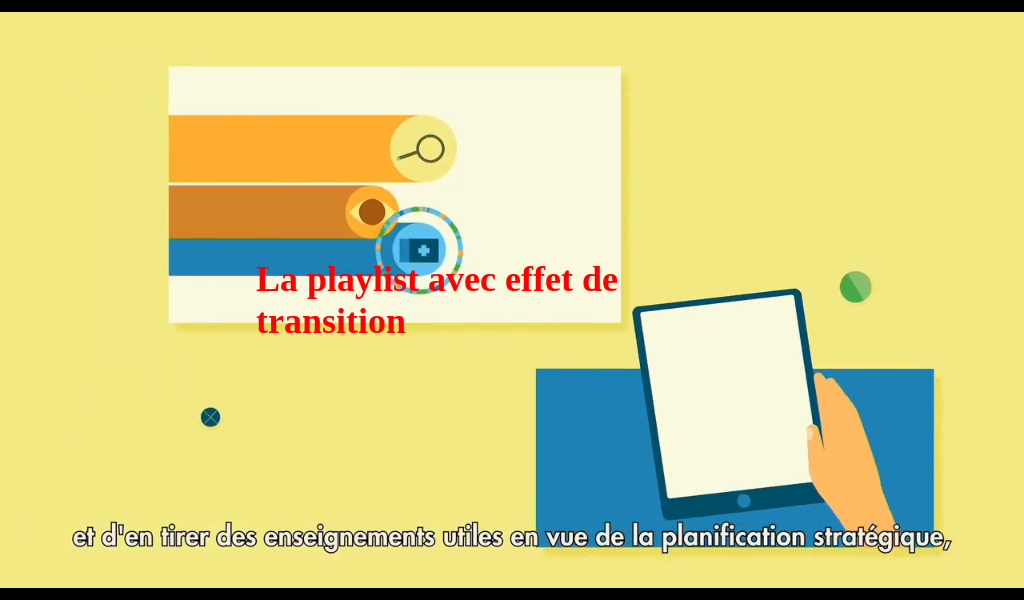 La playlist avec effet de
transition
et d'en tirer des enseignements utiles en vue de la planification stratégique,